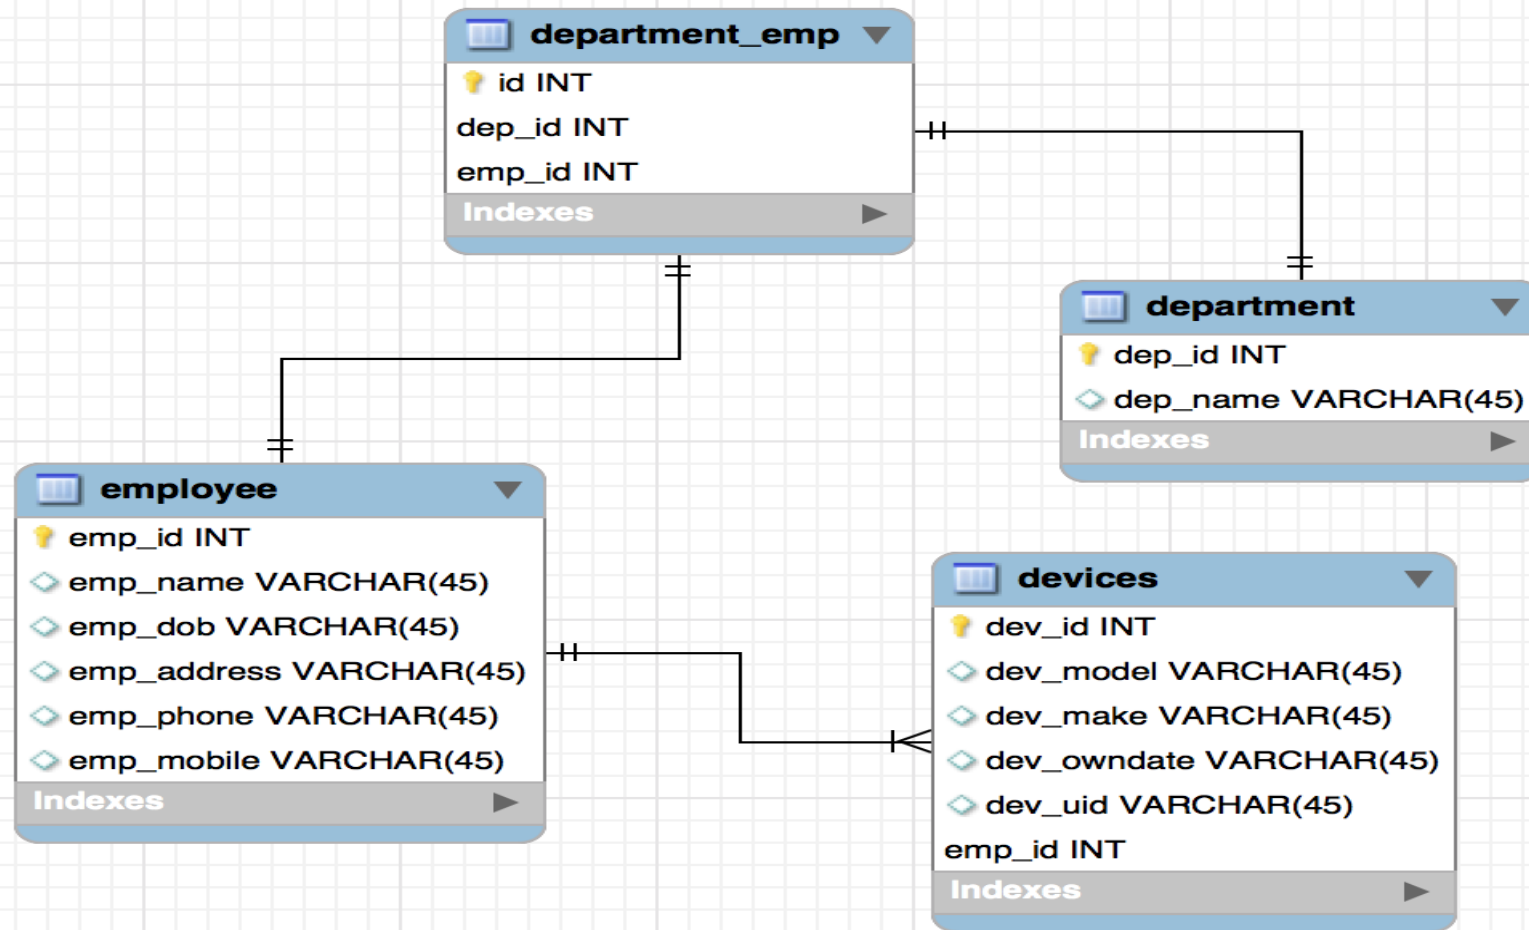 department_emp
id INT
dep_id INT
emp_id INT
Indexes
department
dep_id INT
dep_name VARCHAR(45)
Indexes
employee
emp_id INT
emp_name VARCHAR(45)
emp_dob VARCHAR(45)
emp_address VARCHAR(45)
emp_phone VARCHAR(45)
emp_mobile VARCHAR(45)
Indexes
devices
dev_id INT
dev_model VARCHAR(45)
dev_make VARCHAR(45)
dev_owndate VARCHAR(45)
dev_uid VARCHAR(45)
emp_id INT
Indexes